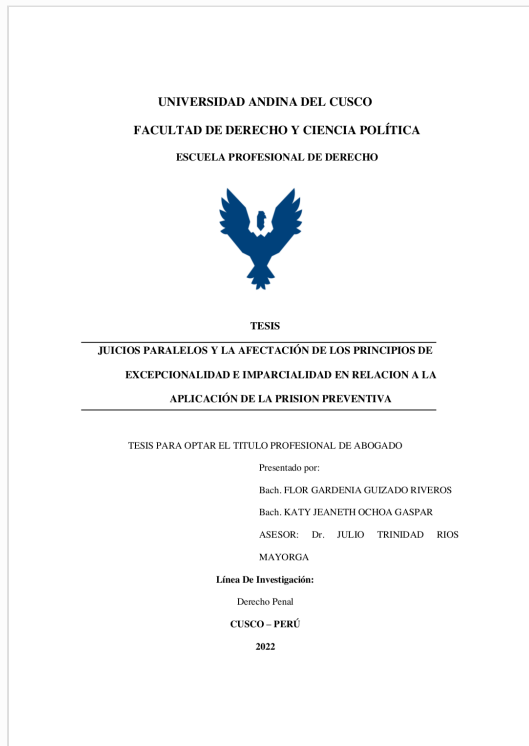 UNIVERSIDAD ANDINA DEL CUSCO
FACULTAD DE DERECHO Y CIENCIA POLÍTICA
ESCUELA PROFESIONAL DE DERECHO
TESIS
JUICIOS PARALELOS Y LA AFECTACIÓN DE LOS PRINCIPIOS DE
EXCEPCIONALIDAD E IMPARCIALIDAD EN RELACION A LA
APLICACIÓN DE LA PRISION PREVENTIVA
TESIS PARA OPTAR EL TITULO PROFESIONAL DE ABOGADO
Presentado por:
Bach. FLOR GARDENIA GUIZADO RIVEROS
Bach. KATY JEANETH OCHOA GASPAR
ASESOR: Dr. JULIO TRINIDAD RIOS
MAYORGA
Línea De Investigación:
Derecho Penal
CUSCO – PERÚ
2022